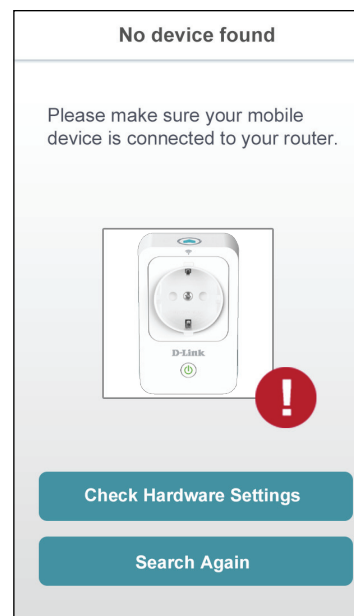 No device found
Please make sure your mobile
device is connected to your router.
D-Link
!
Check Hardware Settings
Search Again